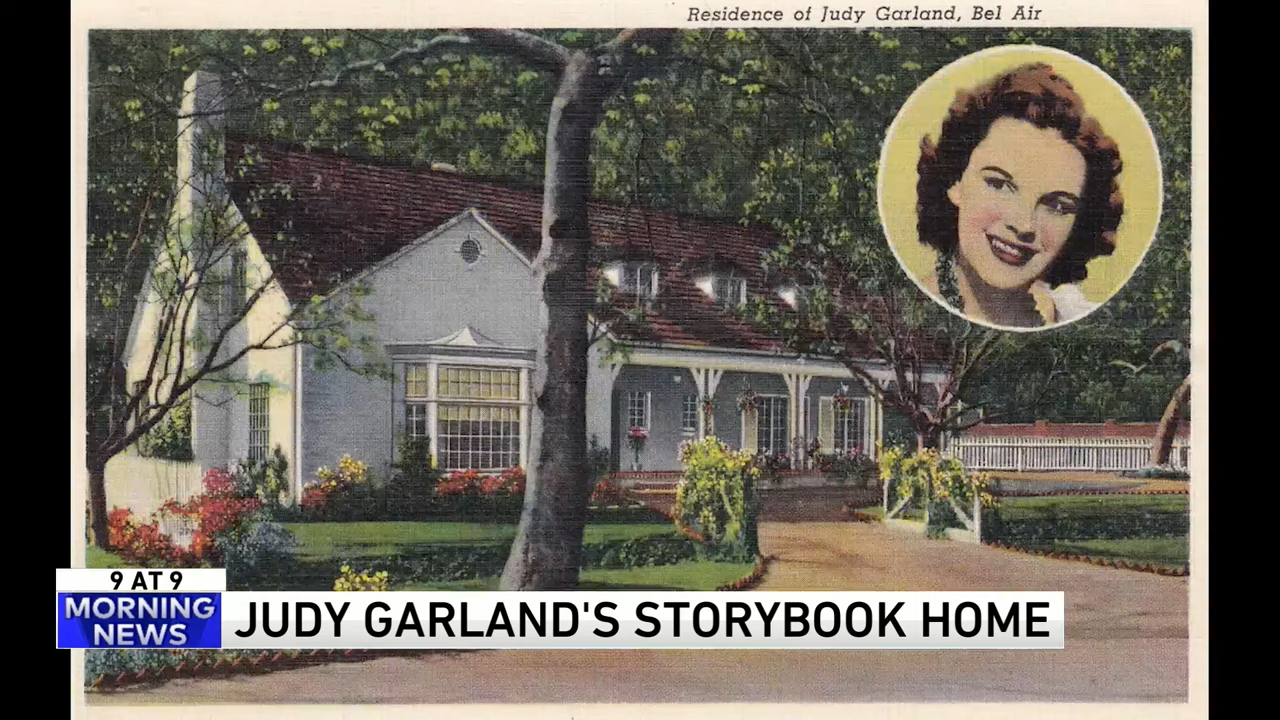 Residence of Judy Garland, Bel Air
9 AT 9
MORNING
NEWS
JUDY GARLAND'S STORYBOOK HOME